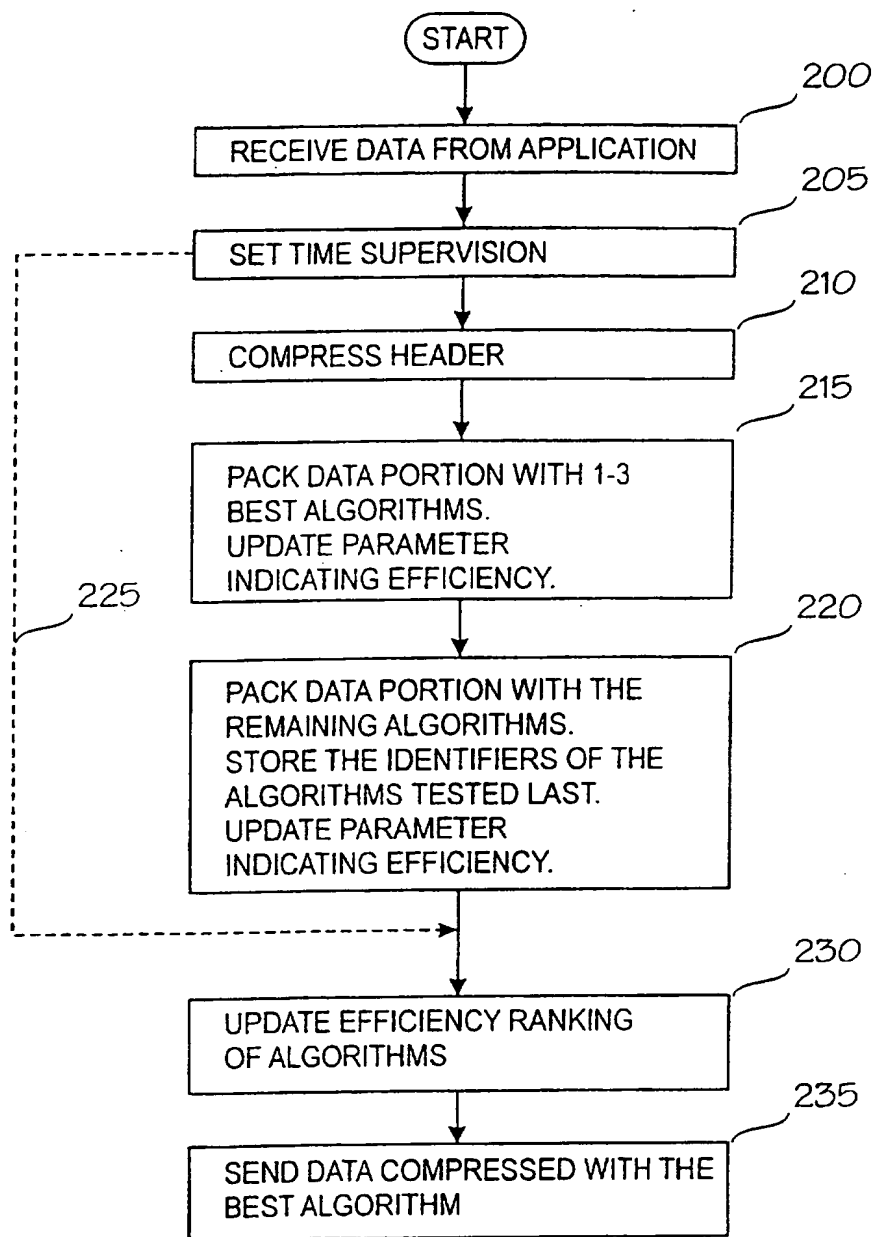 START
200
RECEIVE DATA FROM APPLICATION
205
SET TIME SUPERVISION
210
COMPRESS HEADER
215
PACK DATA PORTION WITH 1-3
BEST ALGORITHMS.
UPDATE PARAMETER
INDICATING EFFICIENCY.
225
220
PACK DATA PORTION WITH THE
REMAINING ALGORITHMS.
STORE THE IDENTIFIERS OF THE
ALGORITHMS TESTED LAST.
UPDATE PARAMETER
INDICATING EFFICIENCY.
230
UPDATE EFFICIENCY RANKING
OF ALGORITHMS
235
SEND DATA COMPRESSED WITH THE
BEST ALGORITHM